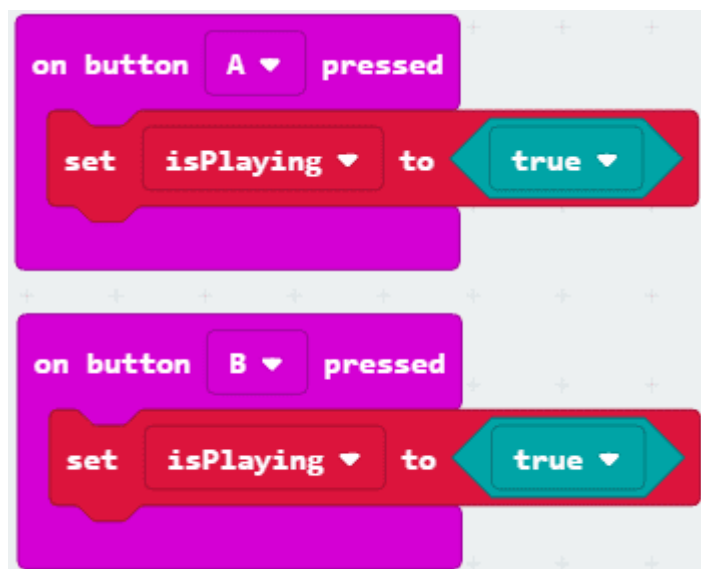 on button A pressed
set isPlaying to true
on button B pressed
set isPlaying to true